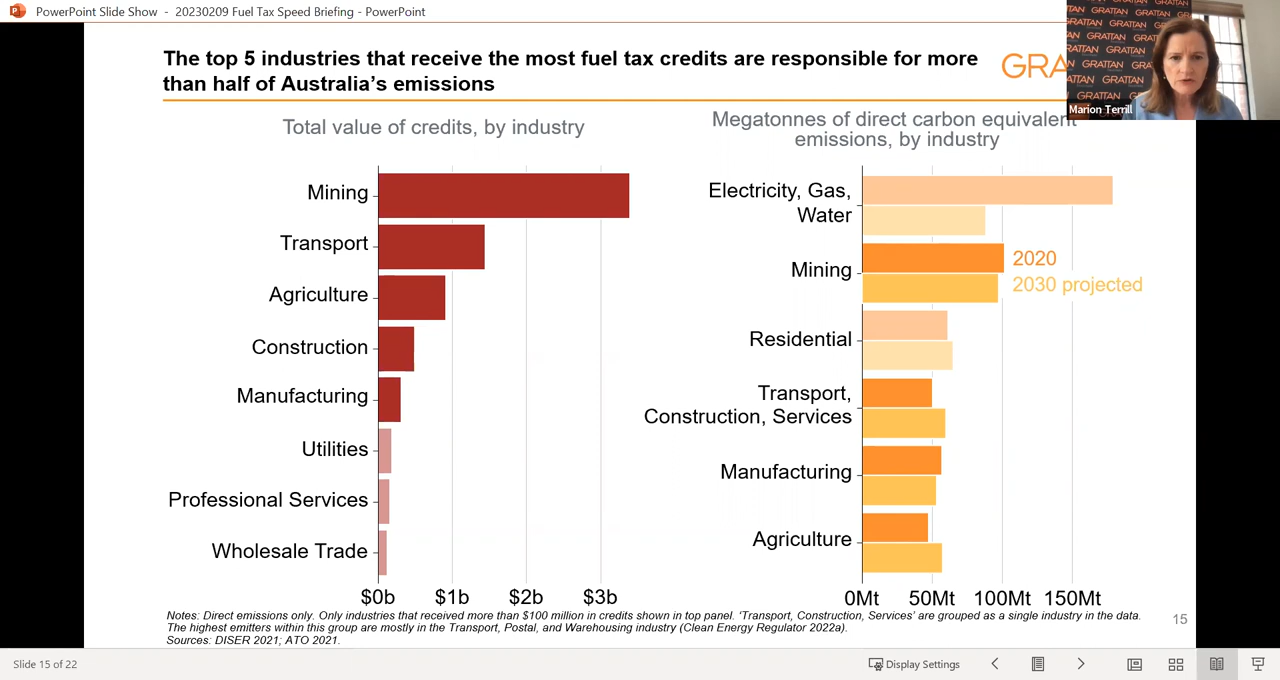 PowerPoint Slide Show - 20230209 Fuel Tax Speed Briefing - PowerPoint
The top 5 industries that receive the most fuel tax credits are responsible for more
than half of Australia's emissions
GRA
GRATTAN
Marion Terrill
Total value of credits, by industry
Mining
Transport
Agriculture
Construction
Manufacturing
Utilities
Professional Services
Wholesale Trade
$0b $1b $2b $3b
Megatonnes of direct carbon equivalent
emissions, by industry
Electricity, Gas,
Water
Mining
2020
2030 projected
Residential
Transport,
Construction, Services
Manufacturing
Agriculture
0Mt 50Mt 100Mt 150Mt
Notes: Direct emissions only. Only industries that received more than $100 million in credits shown in top panel. 'Transport, Construction, Services' are grouped as a single industry in the data.
The highest emitters within this group are mostly in the Transport, Postal, and Warehousing industry (Clean Energy Regulator 2022a).
Sources: DISER 2021; ATO 2021.
15
Slide 15 of 22
Display Settings